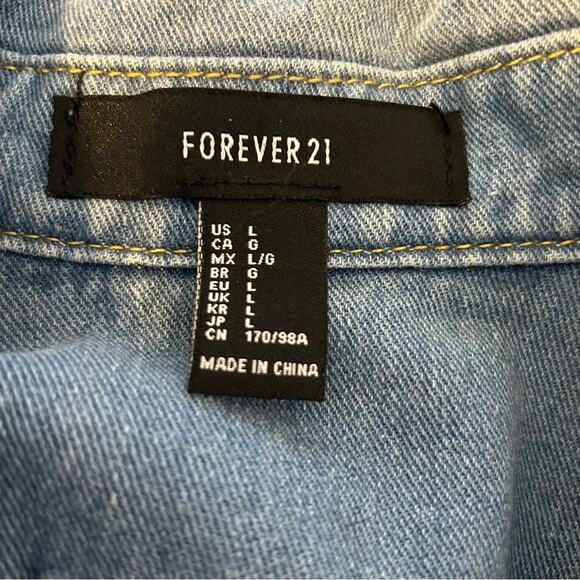 FOREVER 21
US L
CA G
MX L/G
BR G
EU L
UK L
KR L
JP L
CN 170/98A
MADE IN CHINA